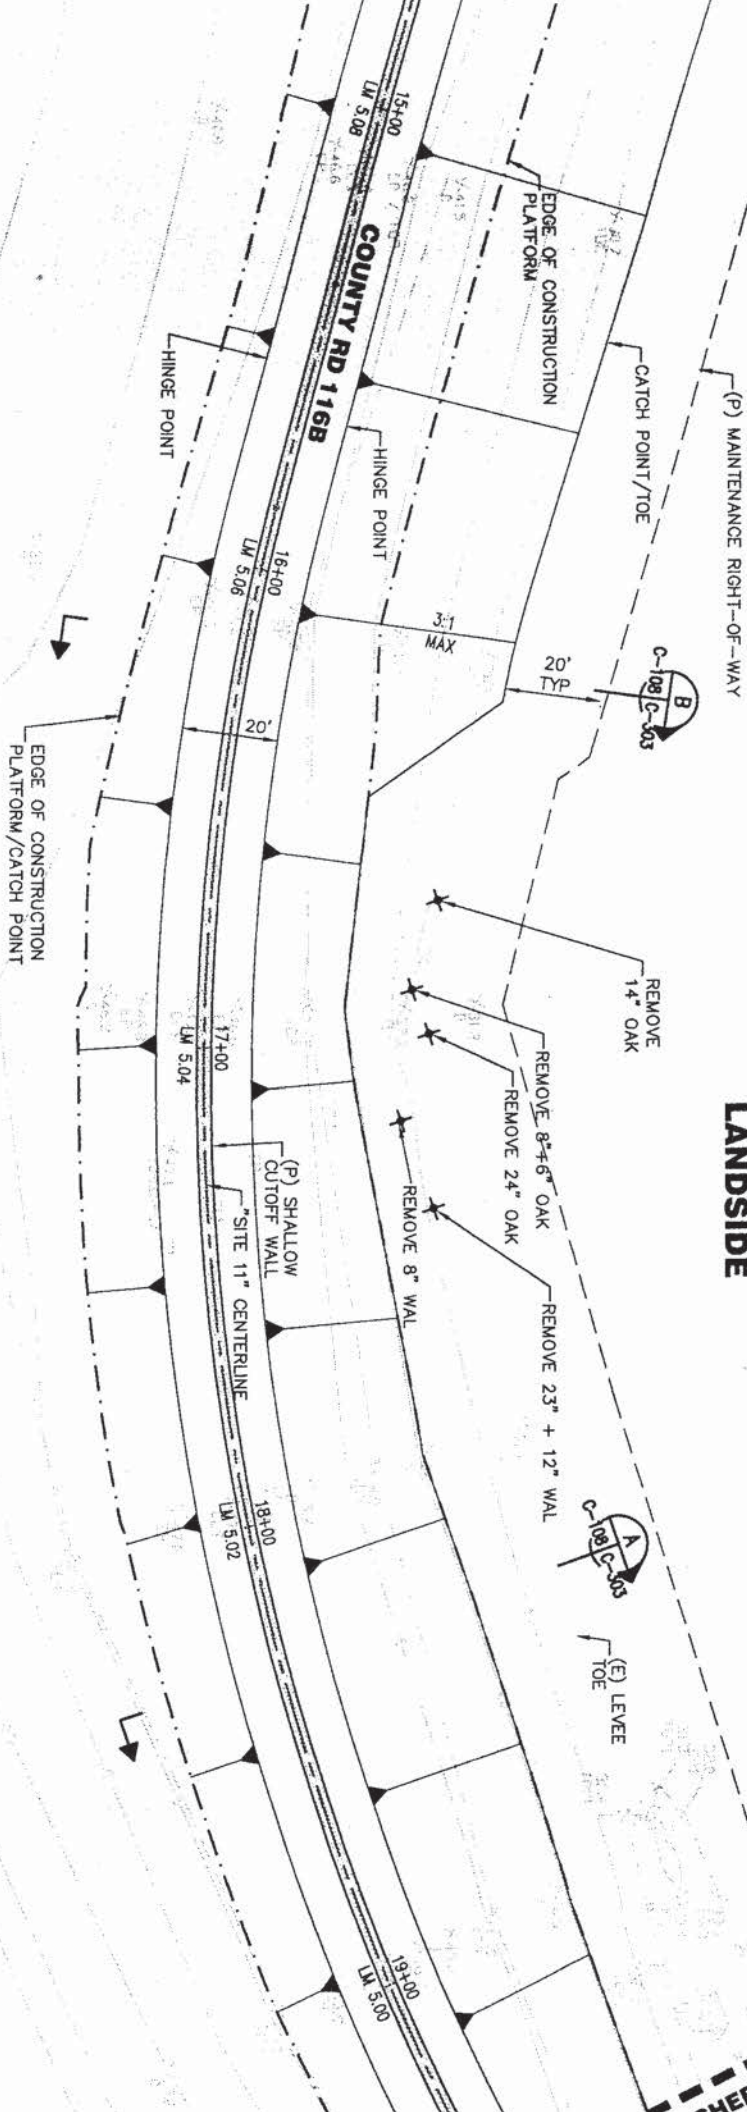 15+00
LM 5.08
COUNTY RD 116B
EDGE OF CONSTRUCTION
PLATFORM
CATCH POINT/TOE
(P) MAINTENANCE RIGHT-OF-WAY
HINGE POINT
HINGE POINT
16+00
LM 5.06
3:1
MAX
20'
TYP
B
C-108
C-303
20'
EDGE OF CONSTRUCTION
PLATFORM/CATCH POINT
REMOVE
14" OAK
REMOVE 8"+6" OAK
REMOVE 24" OAK
REMOVE 8" WAL
REMOVE 23" + 12" WAL
LANDSIDE
17+00
LM 5.04
(P) SHALLOW
CUTOFF WALL
"SITE 11" CENTERLINE
18+00
LM 5.02
A
C-108
C-303
(E) LEVEE
TOE
19+00
LM 5.00